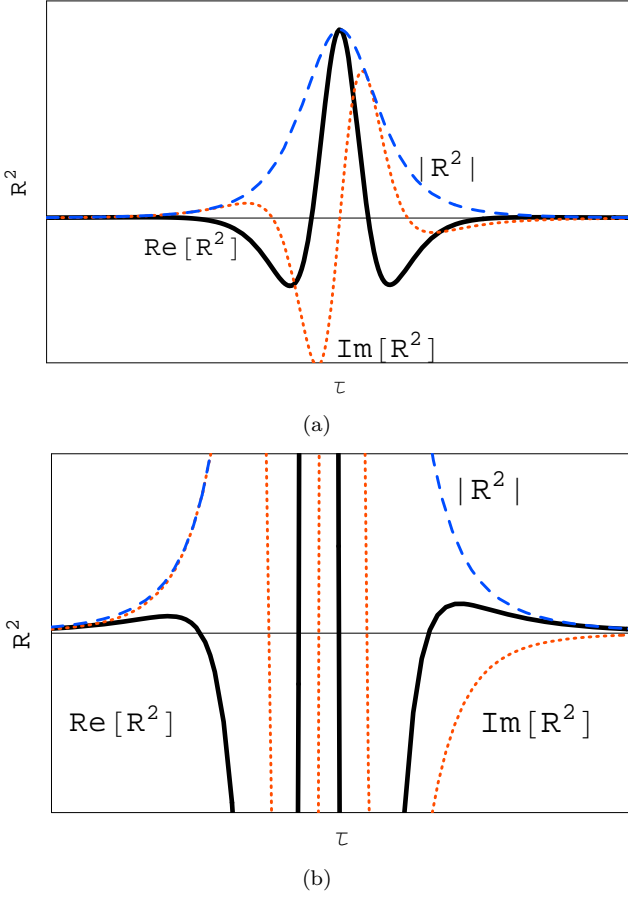 R²
|R²|
Re[R²]
Im[R²]
τ
(a)
R²
|R²|
Re[R²]
Im[R²]
τ
(b)